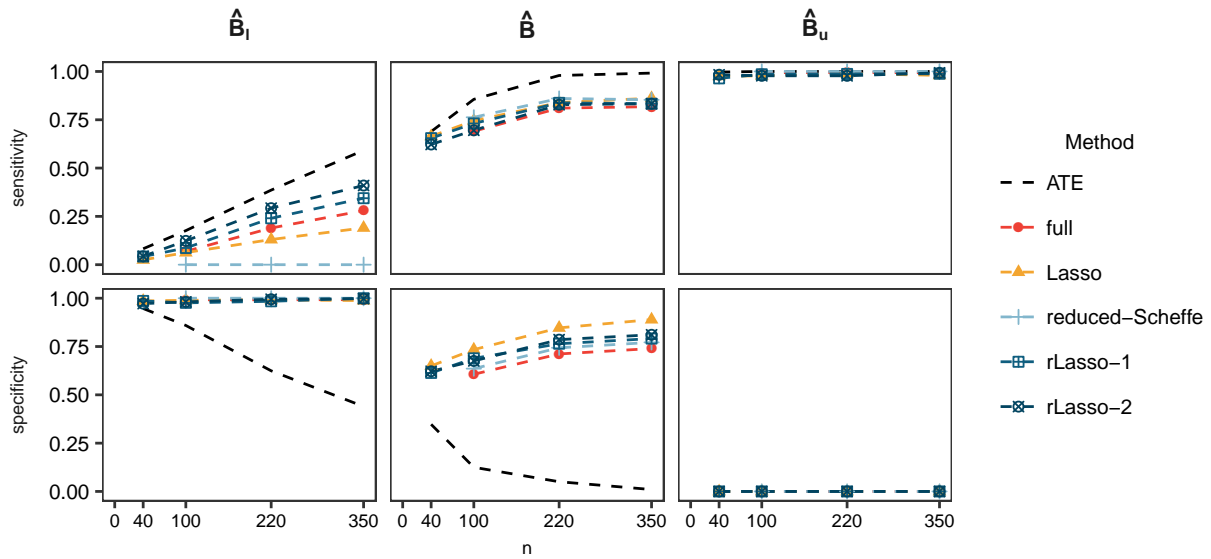 B̂ₗ
B̂
B̂ᵤ
sensitivity
1.00
0.75
0.50
0.25
0.00
specificity
1.00
0.75
0.50
0.25
0.00
0 40 100 220 350
0 40 100 220 350
0 40 100 220 350
n
Method
ATE
full
Lasso
reduced−Scheffe
rLasso−1
rLasso−2